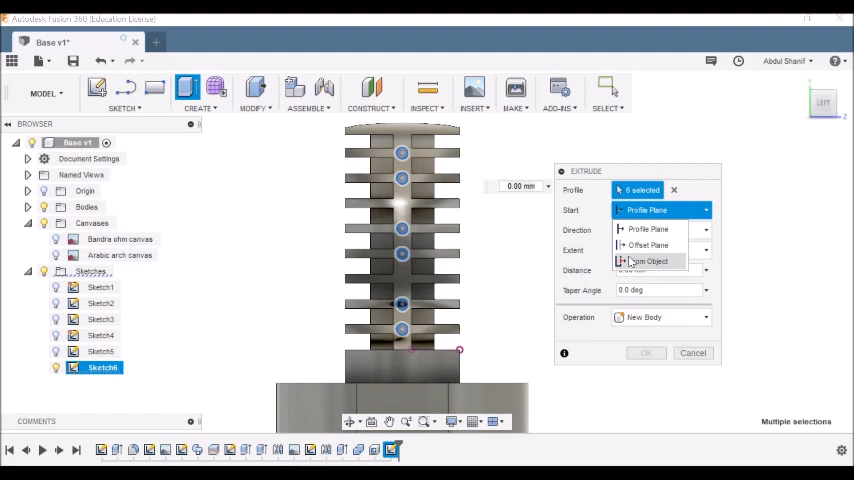 Autodesk Fusion 360 (Education License)
Base v1*
Abdul Shanif
MODEL
SKETCH
CREATE
MODIFY
ASSEMBLE
CONSTRUCT
INSPECT
INSERT
MAKE
ADD-INS
SELECT
LEFT
Z
BROWSER
Base v1
Document Settings
Named Views
Origin
Bodies
Canvases
Bandra ohm canvas
Arabic arch canvas
Sketches
Sketch1
Sketch2
Sketch3
Sketch4
Sketch5
Sketch6
0.00 mm
EXTRUDE
Profile 6 selected
Start Profile Plane
Profile Plane
Direction
Offset Plane
Extent
Object
Distance
Taper Angle 0.0 deg
Operation New Body
OK Cancel
COMMENTS
Multiple selections